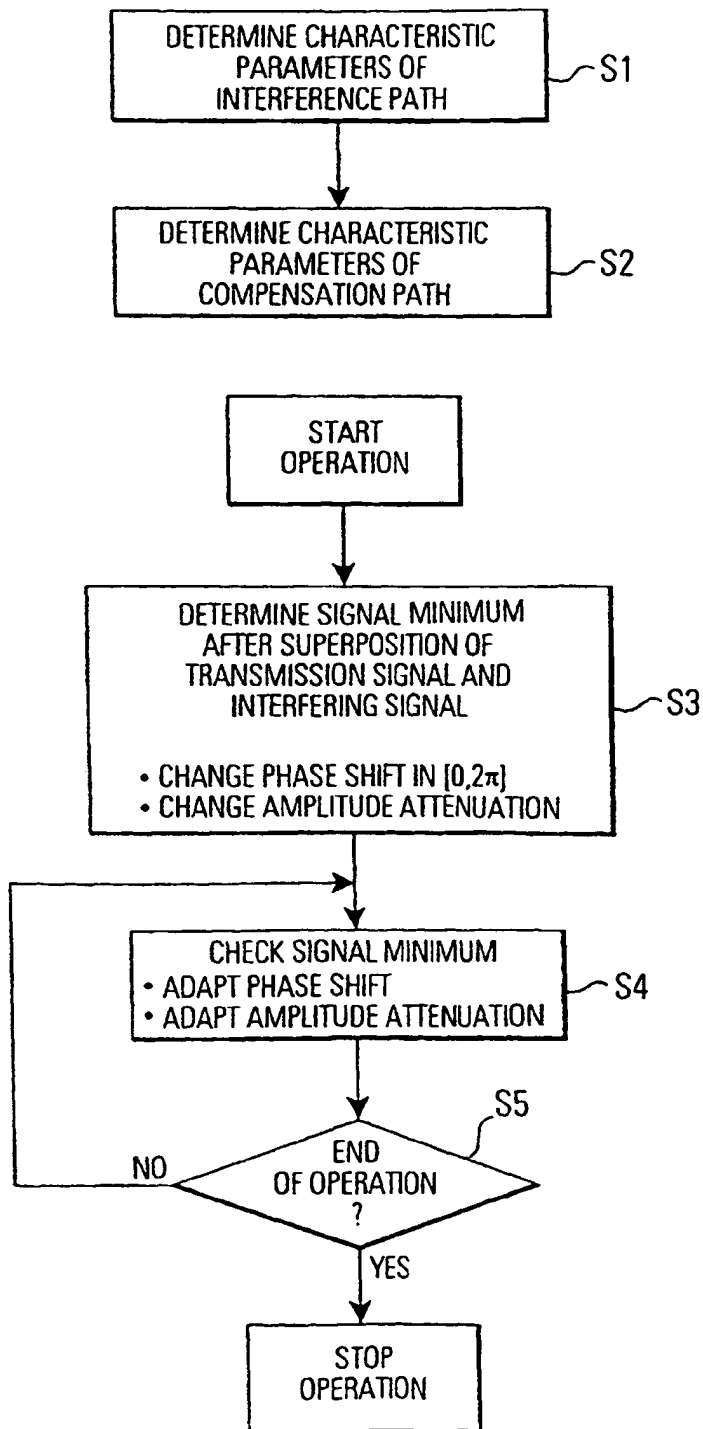 DETERMINE CHARACTERISTIC
PARAMETERS OF
INTERFERENCE PATH
S1
DETERMINE CHARACTERISTIC
PARAMETERS OF
COMPENSATION PATH
S2
START
OPERATION
DETERMINE SIGNAL MINIMUM
AFTER SUPERPOSITION OF
TRANSMISSION SIGNAL AND
INTERFERING SIGNAL
• CHANGE PHASE SHIFT IN [0,2π]
• CHANGE AMPLITUDE ATTENUATION
S3
CHECK SIGNAL MINIMUM
• ADAPT PHASE SHIFT
• ADAPT AMPLITUDE ATTENUATION
S4
S5
END
OF OPERATION
?
NO
YES
STOP
OPERATION